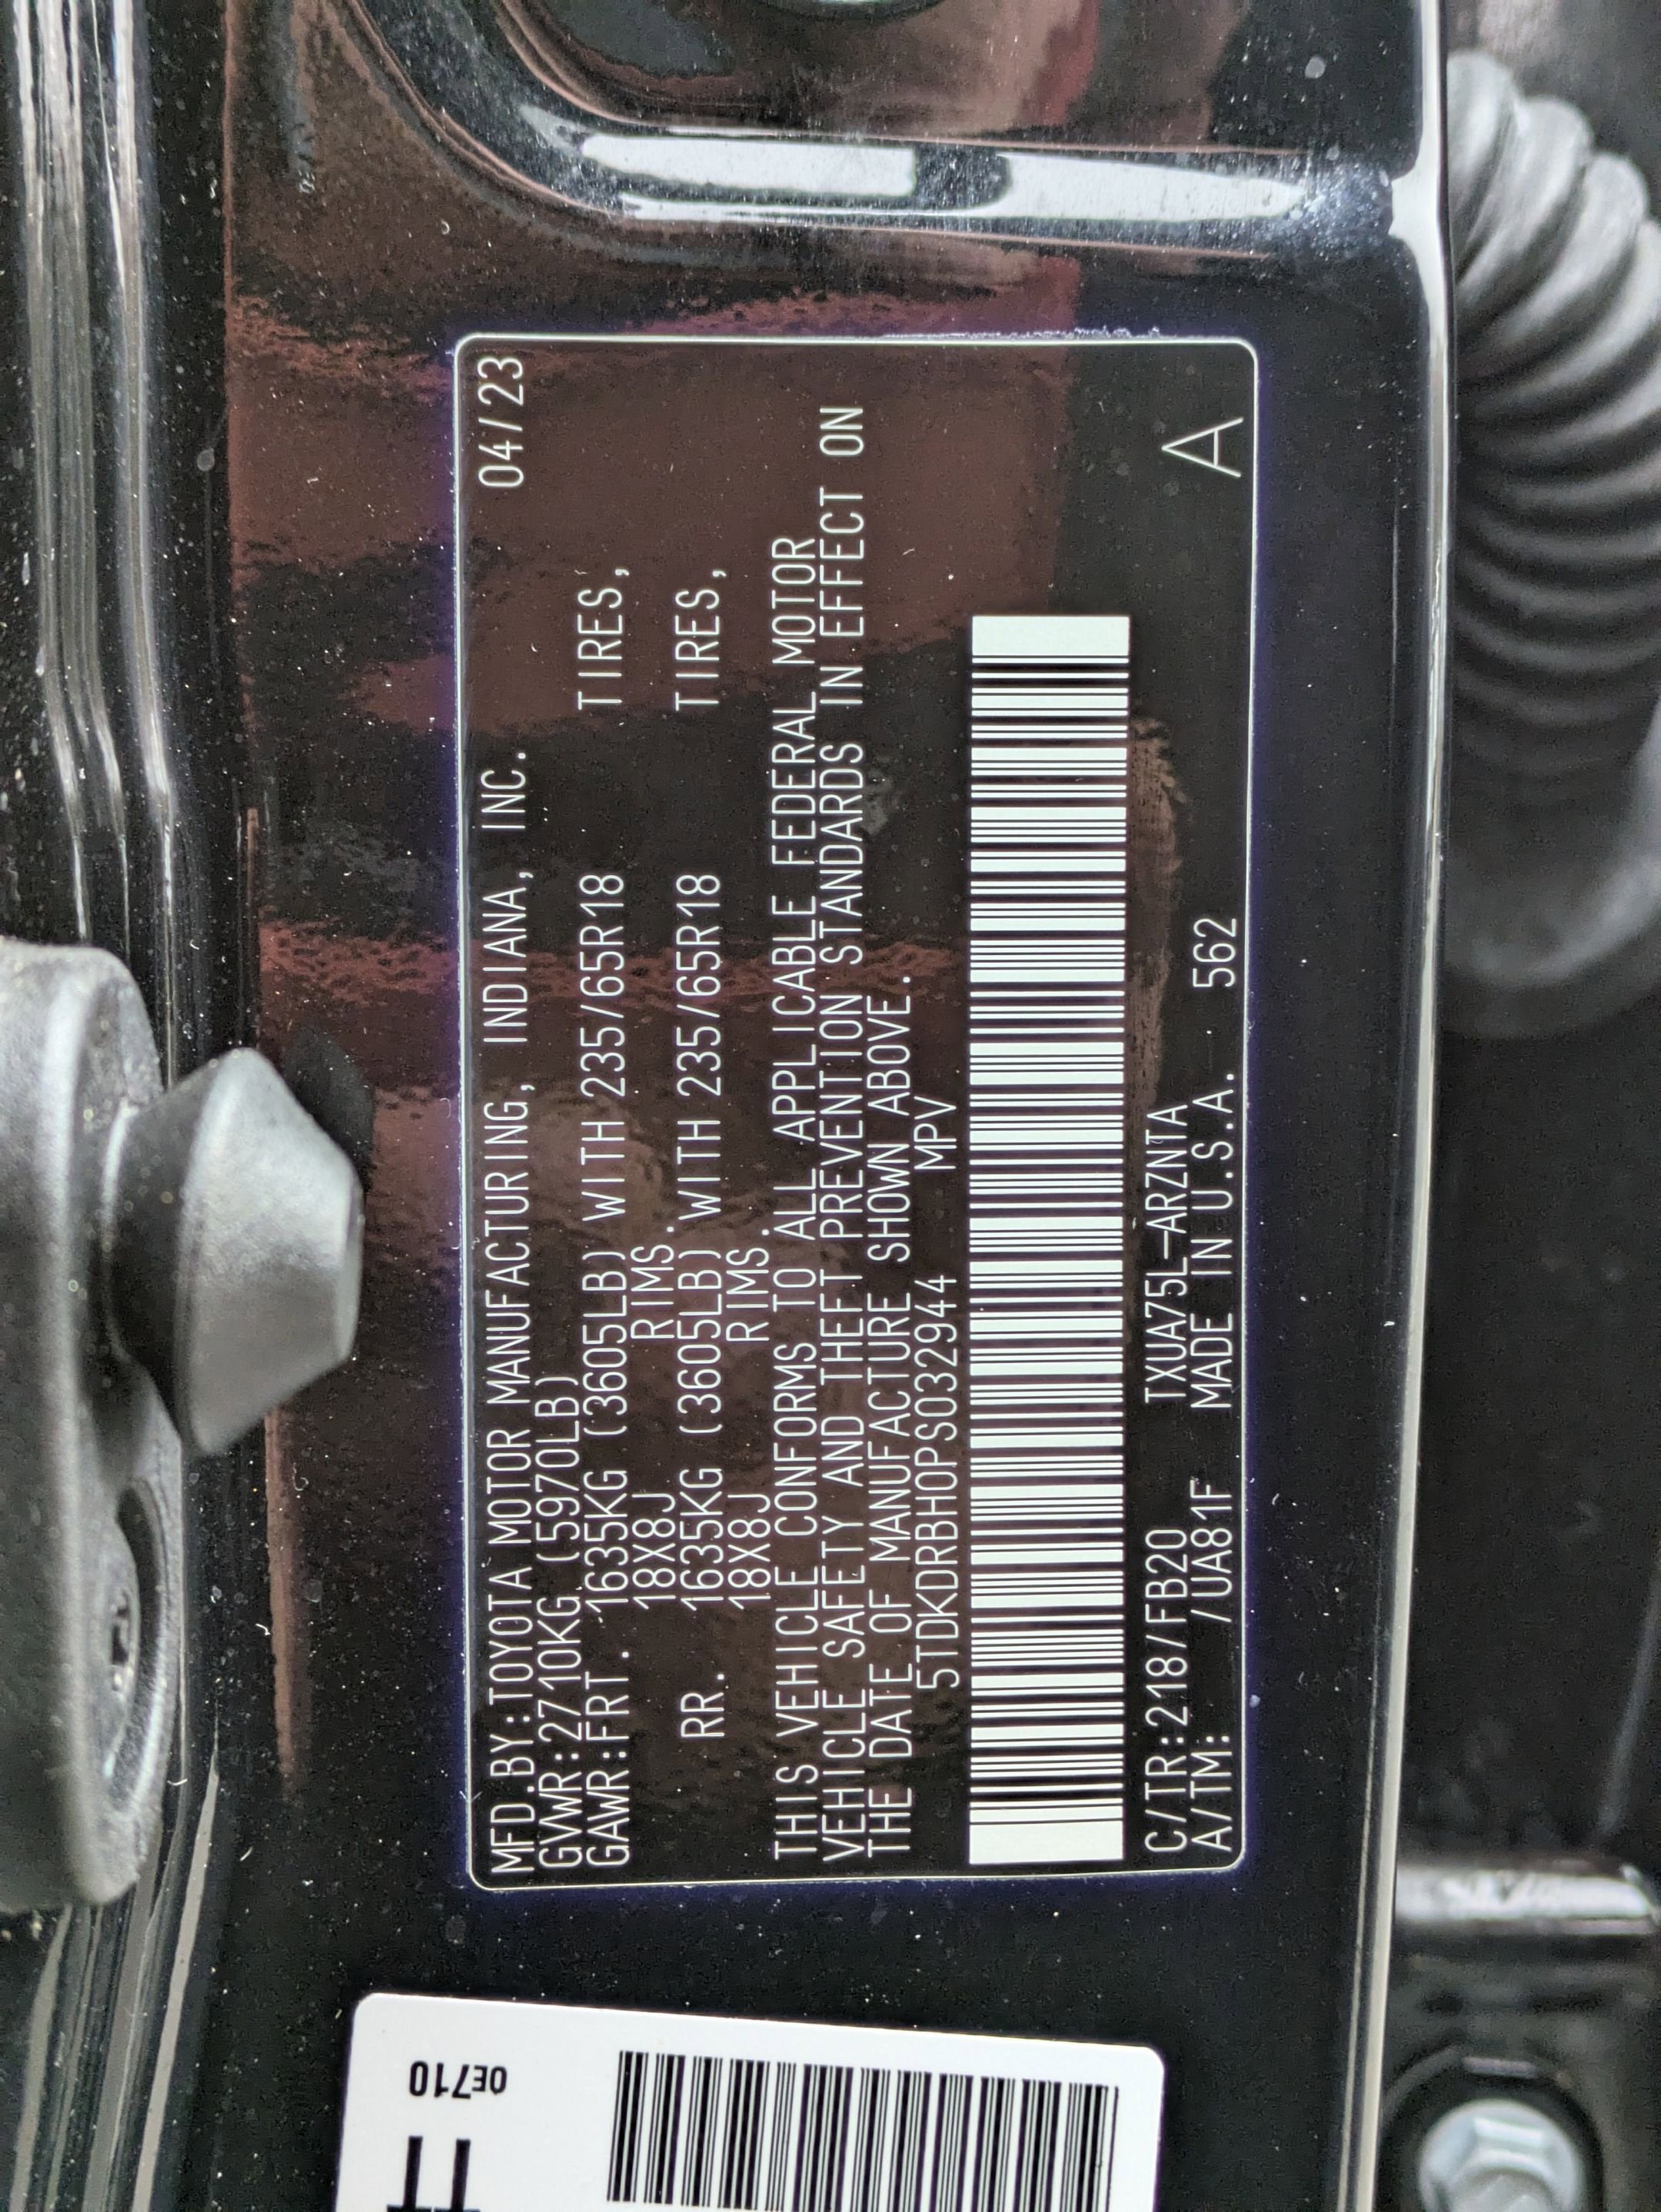 MFD.BY:TOYOTA MOTOR MANUFACTURING, INDIANA, INC. 04/23
GVWR:2710KG (5970LB)
GAWR:FRT. 1635KG (3605LB) WITH 235/65R18 TIRES,
18X8J RIMS.
RR. 1635KG (3605LB) WITH 235/65R18 TIRES,
18X8J RIMS.
THIS VEHICLE CONFORMS TO ALL APPLICABLE FEDERAL MOTOR
VEHICLE SAFETY AND THEFT PREVENTION STANDARDS IN EFFECT ON
THE DATE OF MANUFACTURE SHOWN ABOVE.
5TDKDRBH0PS032944 MPV
C/TR:218/FB20 TXUA75L-ARZNTA
A/TM: /UA81F MADE IN U.S.A. 562 A
0E710